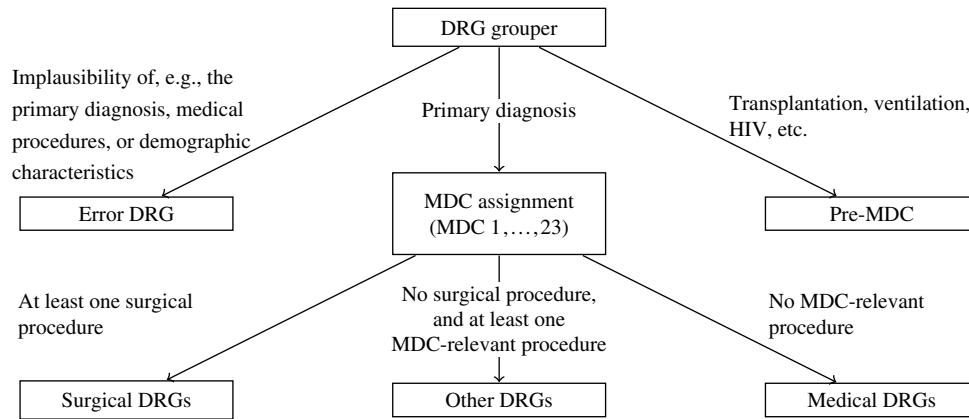 DRG grouper
Implausibility of, e.g., the
primary diagnosis, medical
procedures, or demographic
characteristics
Primary diagnosis
Transplantation, ventilation,
HIV, etc.
Error DRG
MDC assignment
(MDC 1,…,23)
Pre-MDC
At least one surgical
procedure
No surgical procedure,
and at least one
MDC-relevant procedure
No MDC-relevant
procedure
Surgical DRGs
Other DRGs
Medical DRGs